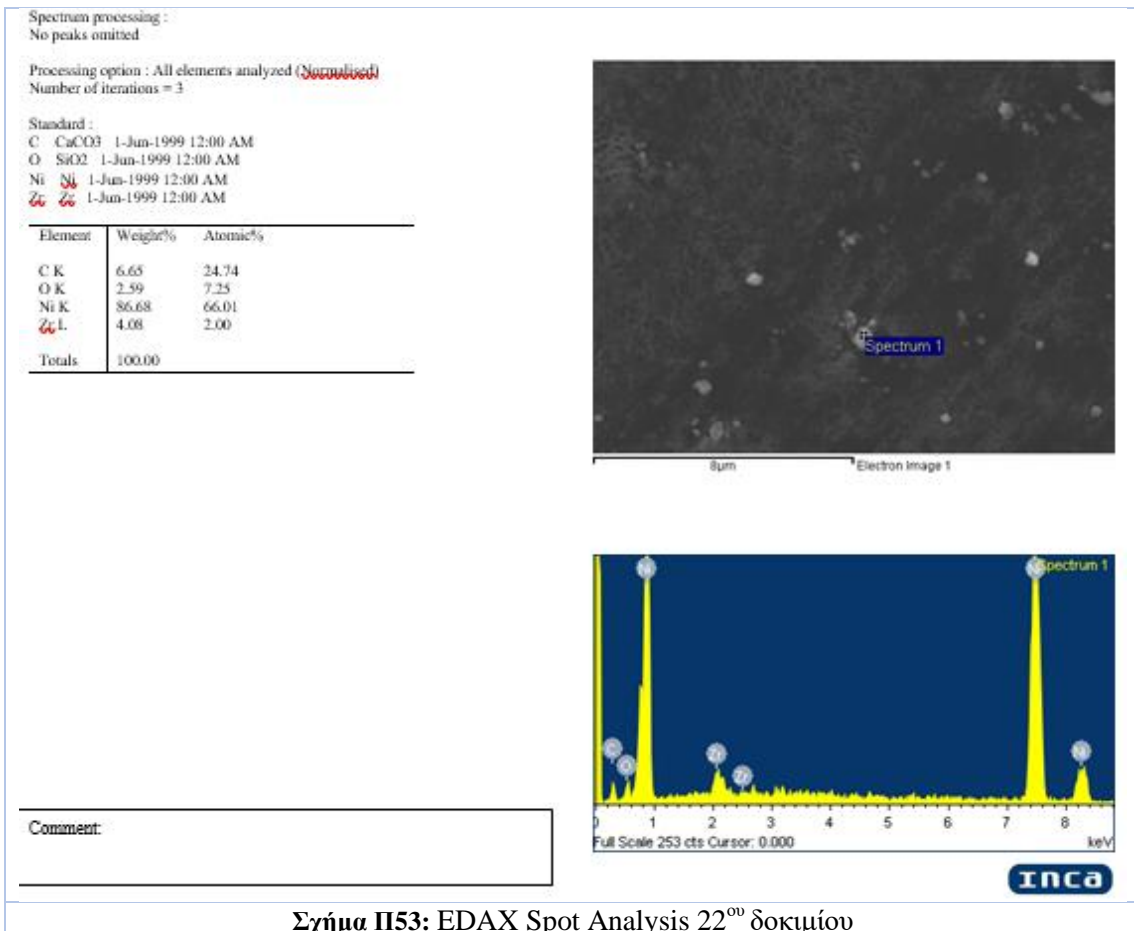 Spectrum processing :
No peaks omitted
Processing option : All elements analyzed (Normalised)
Number of iterations = 3
Standard :
C CaCO3 1-Jun-1999 12:00 AM
O SiO2 1-Jun-1999 12:00 AM
Ni Ni 1-Jun-1999 12:00 AM
Zr Zr 1-Jun-1999 12:00 AM
Element Weight% Atomic%
C K 6.65 24.74
O K 2.59 7.25
Ni K 86.68 66.01
Zr L 4.08 2.00
Totals 100.00
Spectrum 1
8µm Electron Image 1
Ni Ni Spectrum 1
C O Zr Zr Ni
0 1 2 3 4 5 6 7 8
Full Scale 253 cts Cursor: 0.000 keV
Comment:
INCA
Σχήμα Π53: EDAX Spot Analysis 22ου δοκιμίου